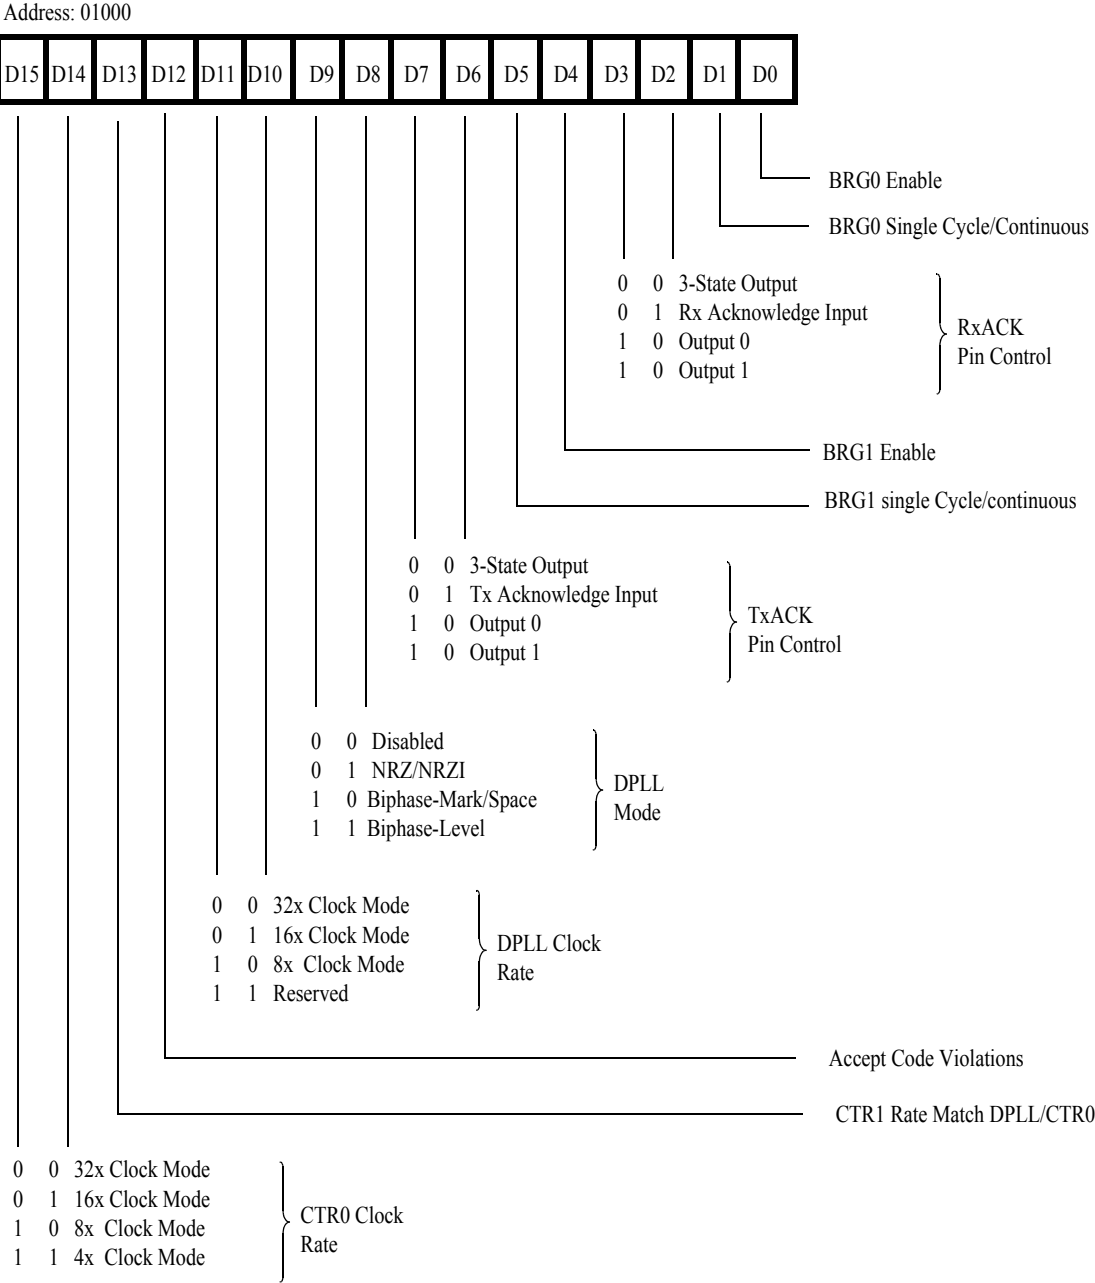 Address: 01000
D15 D14 D13 D12 D11 D10 D9 D8 D7 D6 D5 D4 D3 D2 D1 D0
BRG0 Enable
BRG0 Single Cycle/Continuous
0 0 3-State Output
0 1 Rx Acknowledge Input
1 0 Output 0
1 0 Output 1
RxACK
Pin Control
BRG1 Enable
BRG1 single Cycle/continuous
0 0 3-State Output
0 1 Tx Acknowledge Input
1 0 Output 0
1 0 Output 1
TxACK
Pin Control
0 0 Disabled
0 1 NRZ/NRZI
1 0 Biphase-Mark/Space
1 1 Biphase-Level
DPLL
Mode
0 0 32x Clock Mode
0 1 16x Clock Mode
1 0 8x Clock Mode
1 1 Reserved
DPLL Clock
Rate
Accept Code Violations
CTR1 Rate Match DPLL/CTR0
0 0 32x Clock Mode
0 1 16x Clock Mode
1 0 8x Clock Mode
1 1 4x Clock Mode
CTR0 Clock
Rate